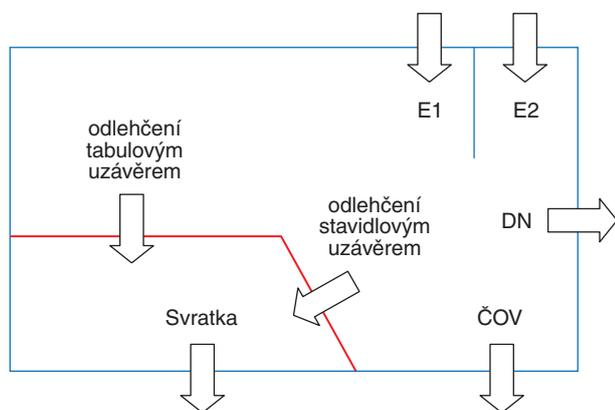 E1
E2
odlehčení
tabulovým
uzávěrem
odlehčení
stavidlovým
uzávěrem
DN
Svratka
ČOV